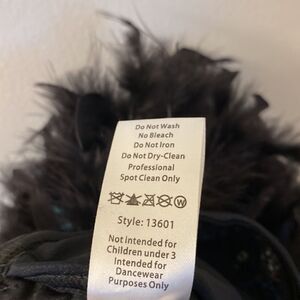 Do Not Wash
No Bleach
Do Not Iron
Do Not Dry-Clean
Professional
Spot Clean Only
Style: 13601
Not Intended for
Children under 3
Intended for
Dancewear
Purposes Only